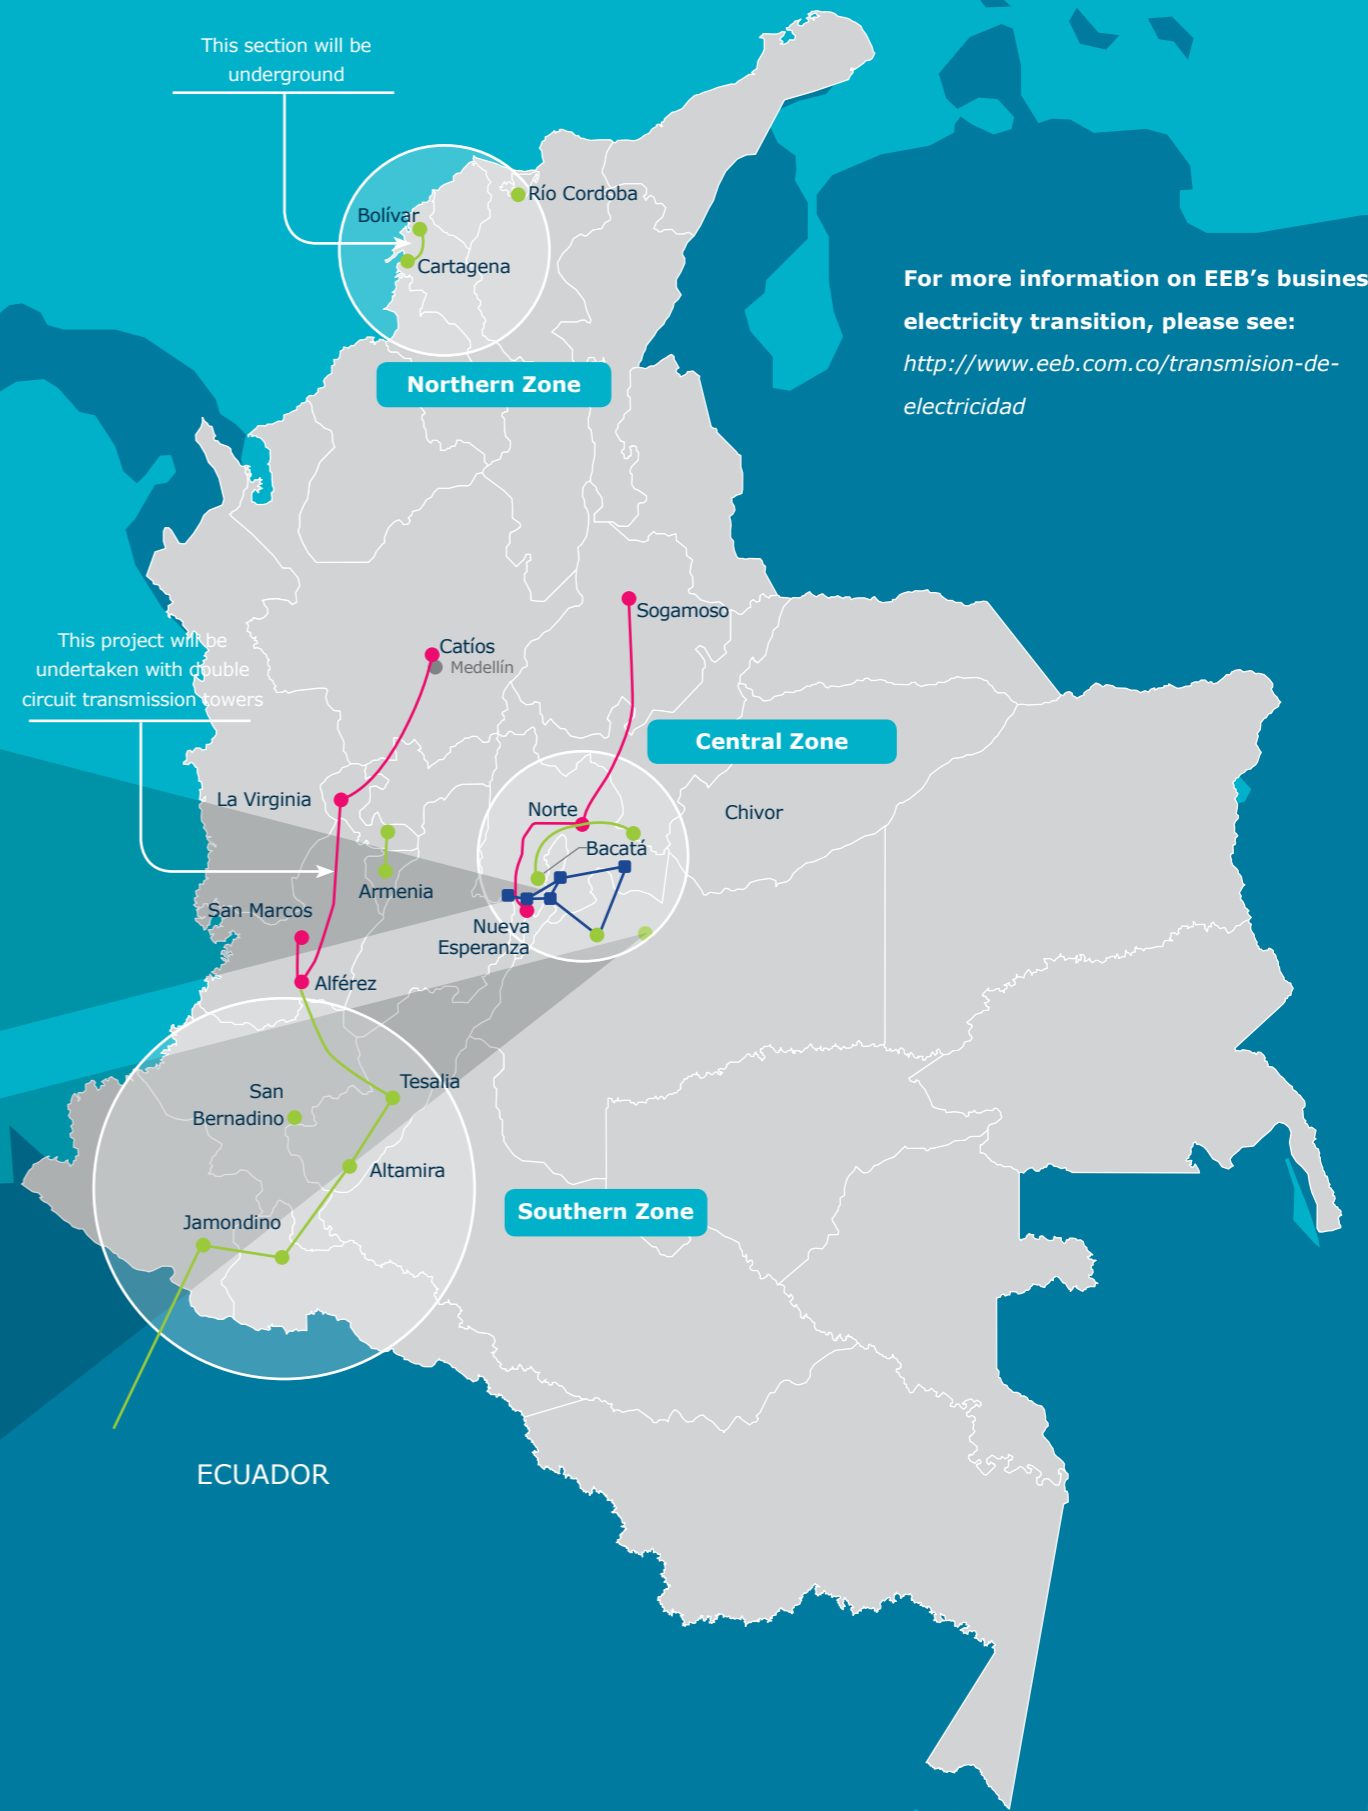 This section will be
underground
Río Cordoba
Bolívar
Cartagena
For more information on EEB’s busines
electricity transition, please see:
http://www.eeb.com.co/transmision-de-
electricidad
Northern Zone
Sogamoso
This project will be
undertaken with double
circuit transmission towers
Catíos
Medellín
Central Zone
La Virginia
Norte
Chivor
Bacatá
Armenia
San Marcos
Nueva
Esperanza
Alférez
Tesalia
San
Bernadino
Altamira
Southern Zone
Jamondino
ECUADOR